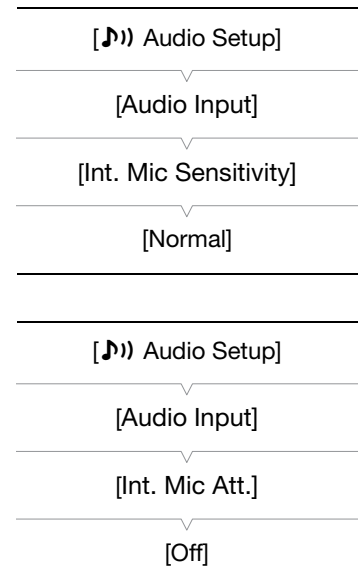 [♪)) Audio Setup]
[Audio Input]
[Int. Mic Sensitivity]
[Normal]
[♪)) Audio Setup]
[Audio Input]
[Int. Mic Att.]
[Off]